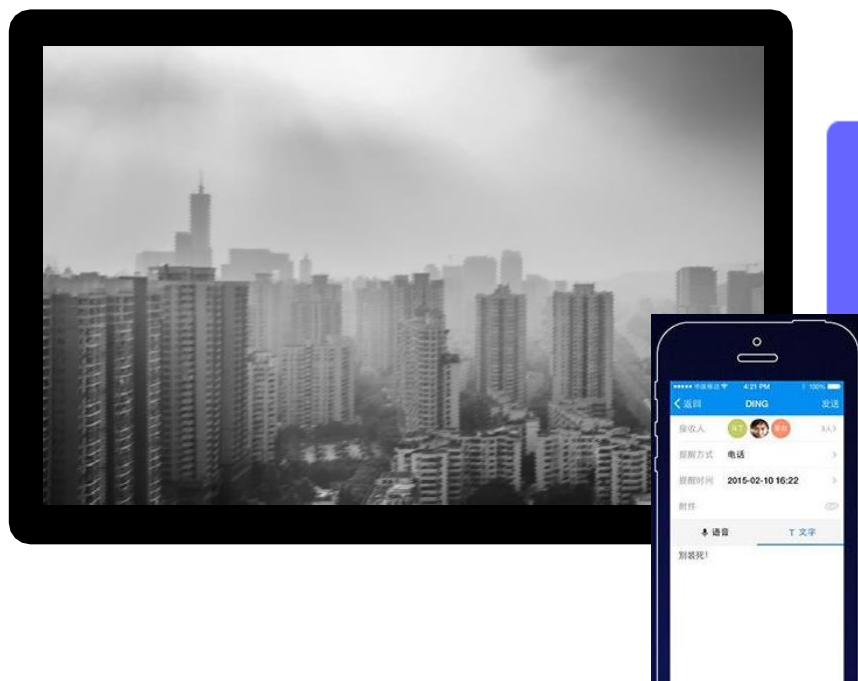 4:21 PM 100%
返回 DING 发送
接收人 3人
提醒方式 电话
提醒时间 2015-02-10 16:22
附件
语音 T 文字
别装死!